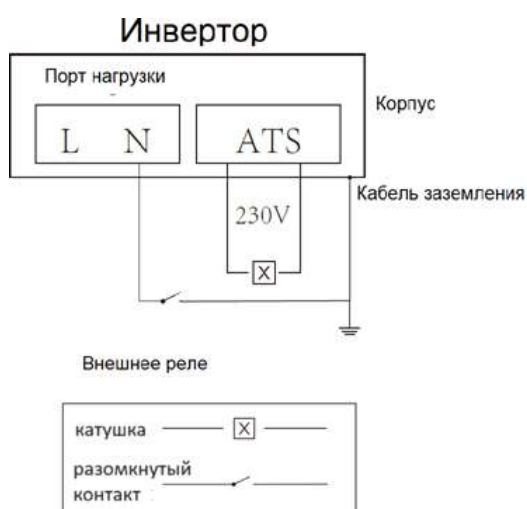 Инвертор
Порт нагрузки
Корпус
L N ATS
Кабель заземления
230V
X
Внешнее реле
катушка X
разомкнутый
контакт